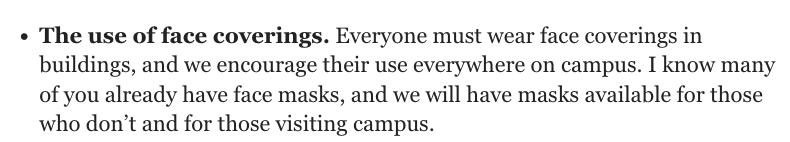 • The use of face coverings. Everyone must wear face coverings in
buildings, and we encourage their use everywhere on campus. I know many
of you already have face masks, and we will have masks available for those
who don’t and for those visiting campus.